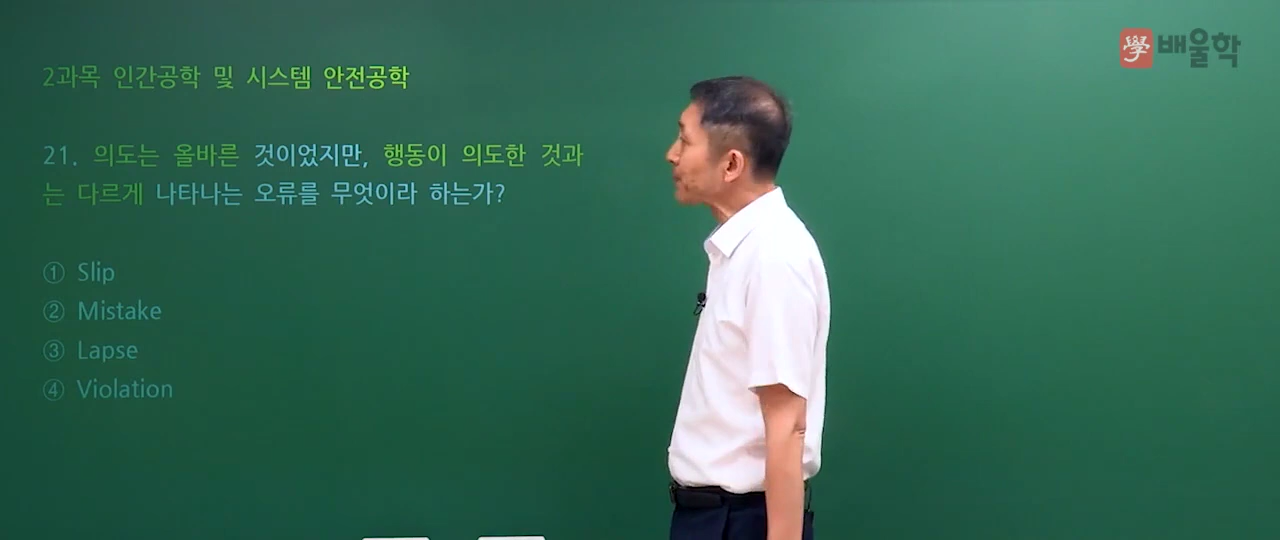 學 배울학
2과목 인간공학 및 시스템 안전공학
21. 의도는 올바른 것이었지만, 행동이 의도한 것과
는 다르게 나타나는 오류를 무엇이라 하는가?
① Slip
② Mistake
③ Lapse
④ Violation